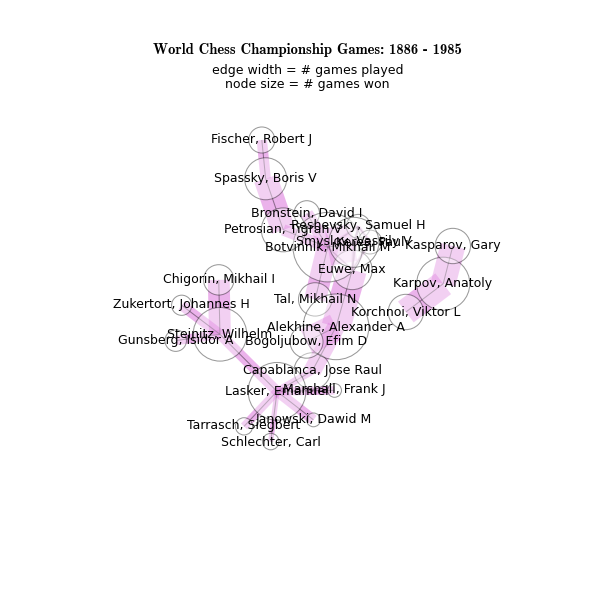 World Chess Championship Games: 1886 - 1985
edge width = # games played
node size = # games won
Fischer, Robert J
Spassky, Boris V
Bronstein, David I
Reshevsky, Samuel H
Petrosian, Tigran V
Smyslov, Vassily V
Keres, Paul
Botvinnik, Mikhail M
Kasparov, Gary
Euwe, Max
Chigorin, Mikhail I
Karpov, Anatoly
Tal, Mikhail N
Zukertort, Johannes H
Korchnoi, Viktor L
Alekhine, Alexander A
Steinitz, Wilhelm
Gunsberg, Isidor A
Bogoljubow, Efim D
Capablanca, Jose Raul
Lasker, Emanuel
Marshall, Frank J
Janowski, Dawid M
Tarrasch, Siegbert
Schlechter, Carl